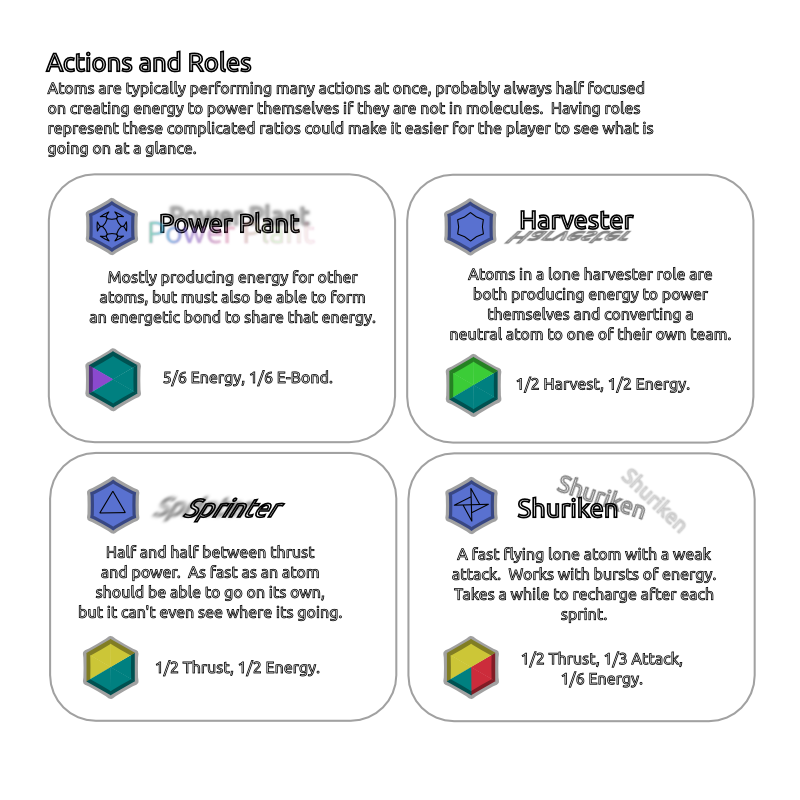 Actions and Roles
Atoms are typically performing many actions at once, probably always half focused
on creating energy to power themselves if they are not in molecules.  Having roles
represent these complicated ratios could make it easier for the player to see what is
going on at a glance.
Power Plant
Power Plant
Power Plant
Mostly producing energy for other
atoms, but must also be able to form
an energetic bond to share that energy.
5/6 Energy, 1/6 E-Bond.
Harvester
Harvester
Atoms in a lone harvester role are
both producing energy to power
themselves and converting a
neutral atom to one of their own team.
1/2 Harvest, 1/2 Energy.
Sprinter
Sprinter
Half and half between thrust
and power.  As fast as an atom
should be able to go on its own,
but it can't even see where its going.
1/2 Thrust, 1/2 Energy.
Shuriken
Shuriken
Shuriken
A fast flying lone atom with a weak
attack.  Works with bursts of energy.
Takes a while to recharge after each
sprint.
1/2 Thrust, 1/3 Attack,
1/6 Energy.